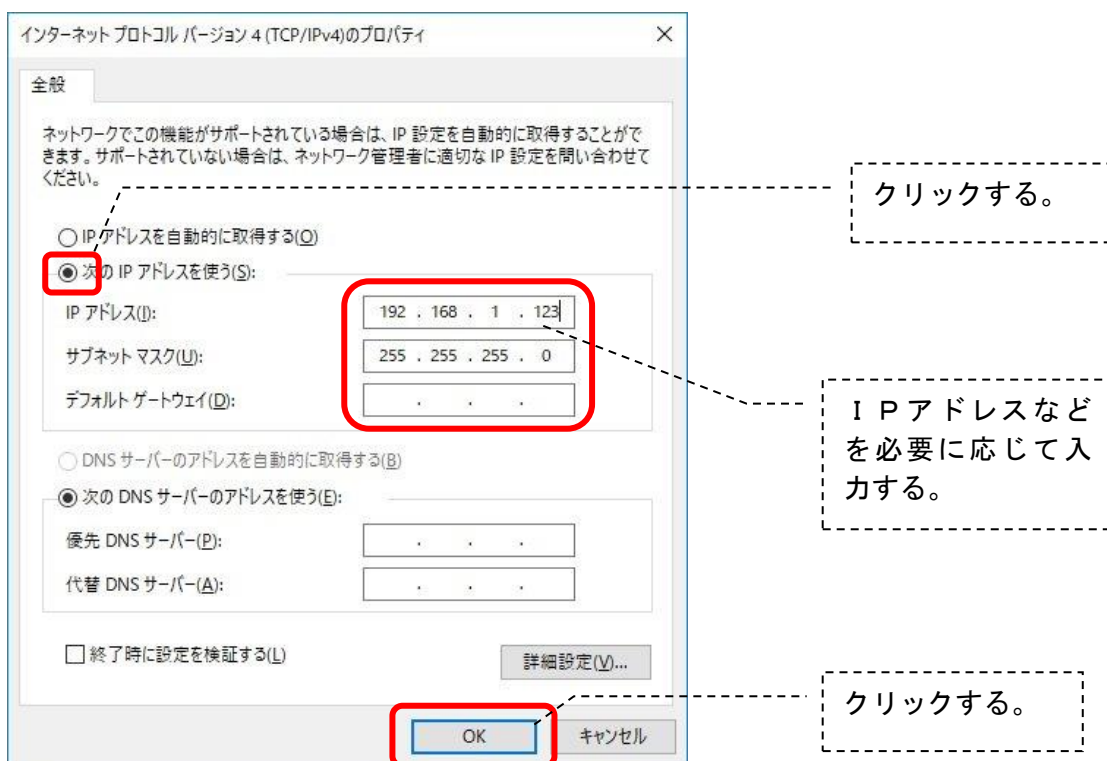 インターネット プロトコル バージョン 4 (TCP/IPv4)のプロパティ
全般
ネットワークでこの機能がサポートされている場合は、IP 設定を自動的に取得することがで
きます。サポートされていない場合は、ネットワーク管理者に適切な IP 設定を問い合わせて
ください。
クリックする。
IP アドレスを自動的に取得する(O)
次の IP アドレスを使う(S):
IP アドレス(I):
192 . 168 . 1 . 123
サブネット マスク(U):
255 . 255 . 255 . 0
デフォルト ゲートウェイ(D):
. . .
ＩＰアドレスなど
を必要に応じて入
力する。
DNS サーバーのアドレスを自動的に取得する(B)
次の DNS サーバーのアドレスを使う(E):
優先 DNS サーバー(P):
. . .
代替 DNS サーバー(A):
. . .
終了時に設定を検証する(L)
詳細設定(V)...
クリックする。
OK
キャンセル